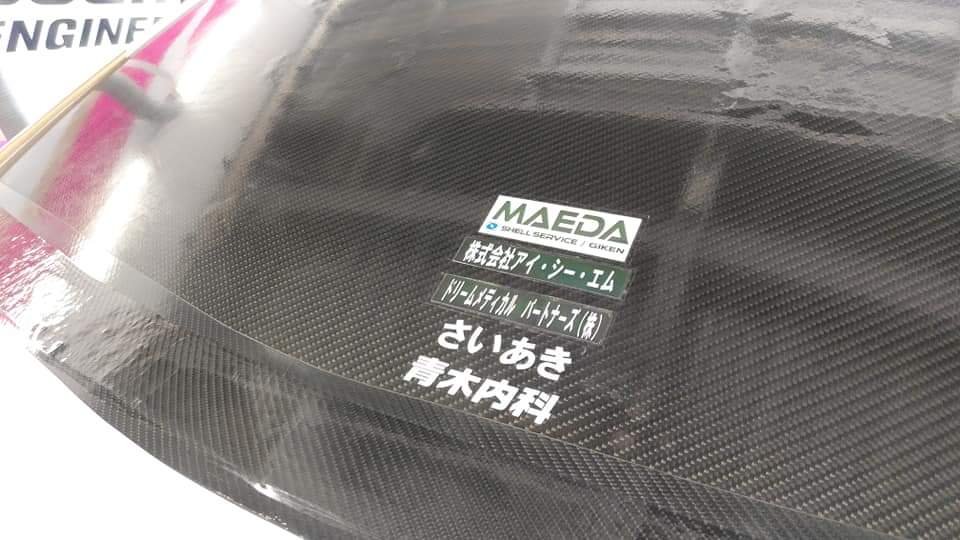 ENGINE
MAEDA
SHELL SERVICE / GIKEN
株式会社アイ・シー・エム
ドリームメディカル パートナーズ(株)
さいあき
青木内科